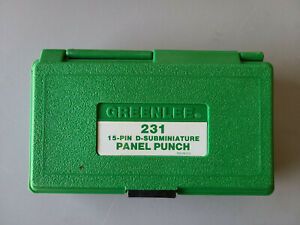 GREENLEE®
231
15-PIN D-SUBMINIATURE
PANEL PUNCH